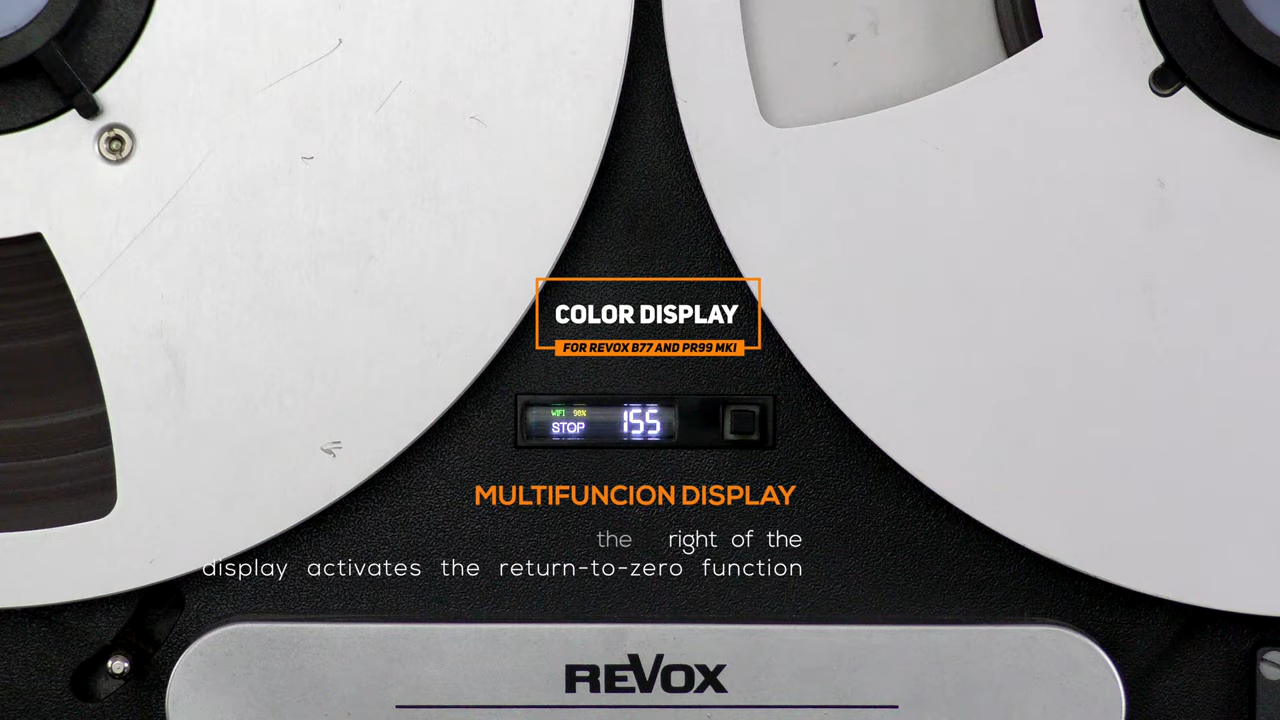 COLOR DISPLAY
FOR REVOX B77 AND PR99 MKI
WIFI 98%
STOP 155
MULTIFUNCION DISPLAY
the right of the
display activates the return-to-zero function
REVOX